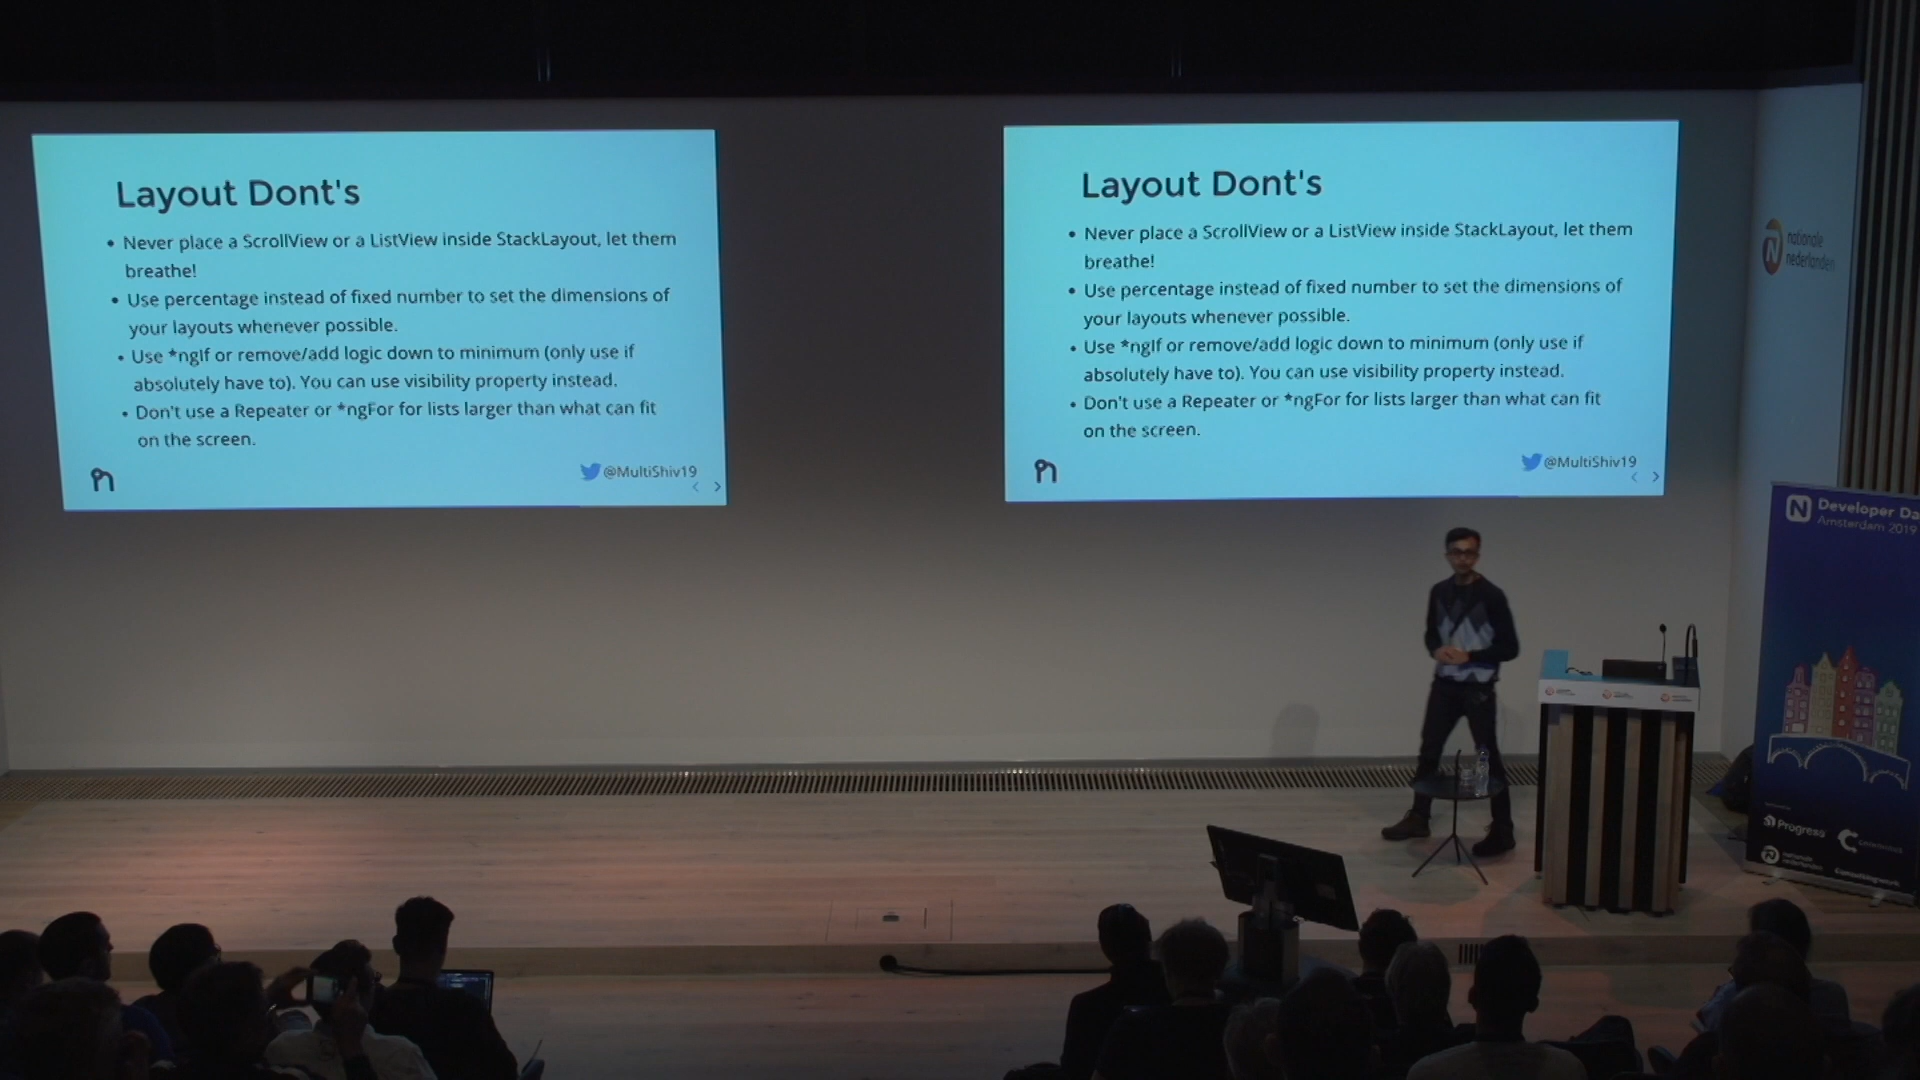 Layout Dont's
• Never place a ScrollView or a ListView inside StackLayout, let them
breathe!
• Use percentage instead of fixed number to set the dimensions of
your layouts whenever possible.
• Use *ngIf or remove/add logic down to minimum (only use if
absolutely have to). You can use visibility property instead.
• Don't use a Repeater or *ngFor for lists larger than what can fit
on the screen.
@MultiShiv19
< >
Layout Dont's
• Never place a ScrollView or a ListView inside StackLayout, let them
breathe!
• Use percentage instead of fixed number to set the dimensions of
your layouts whenever possible.
• Use *ngIf or remove/add logic down to minimum (only use if
absolutely have to). You can use visibility property instead.
• Don't use a Repeater or *ngFor for lists larger than what can fit
on the screen.
@MultiShiv19
< >
nationale
nederlanden
N Developer Da
Amsterdam 2019
Progress
nationale
nederlanden